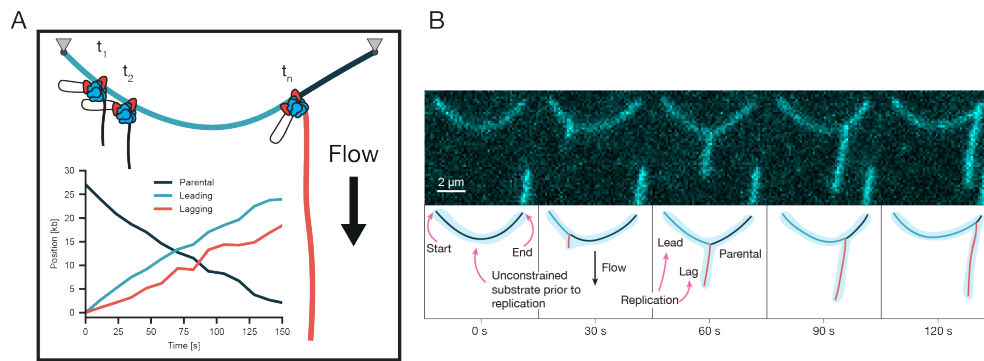 A
t1
t2
tn
Flow
30
25
20
15
10
5
0
Position [kb]
Parental
Leading
Lagging
0
25
50
75
100
125
150
Time [s]
B
2 µm
Start
End
Unconstrained
substrate prior to
replication
Flow
Lead
Parental
Lag
Replication
0 s
30 s
60 s
90 s
120 s